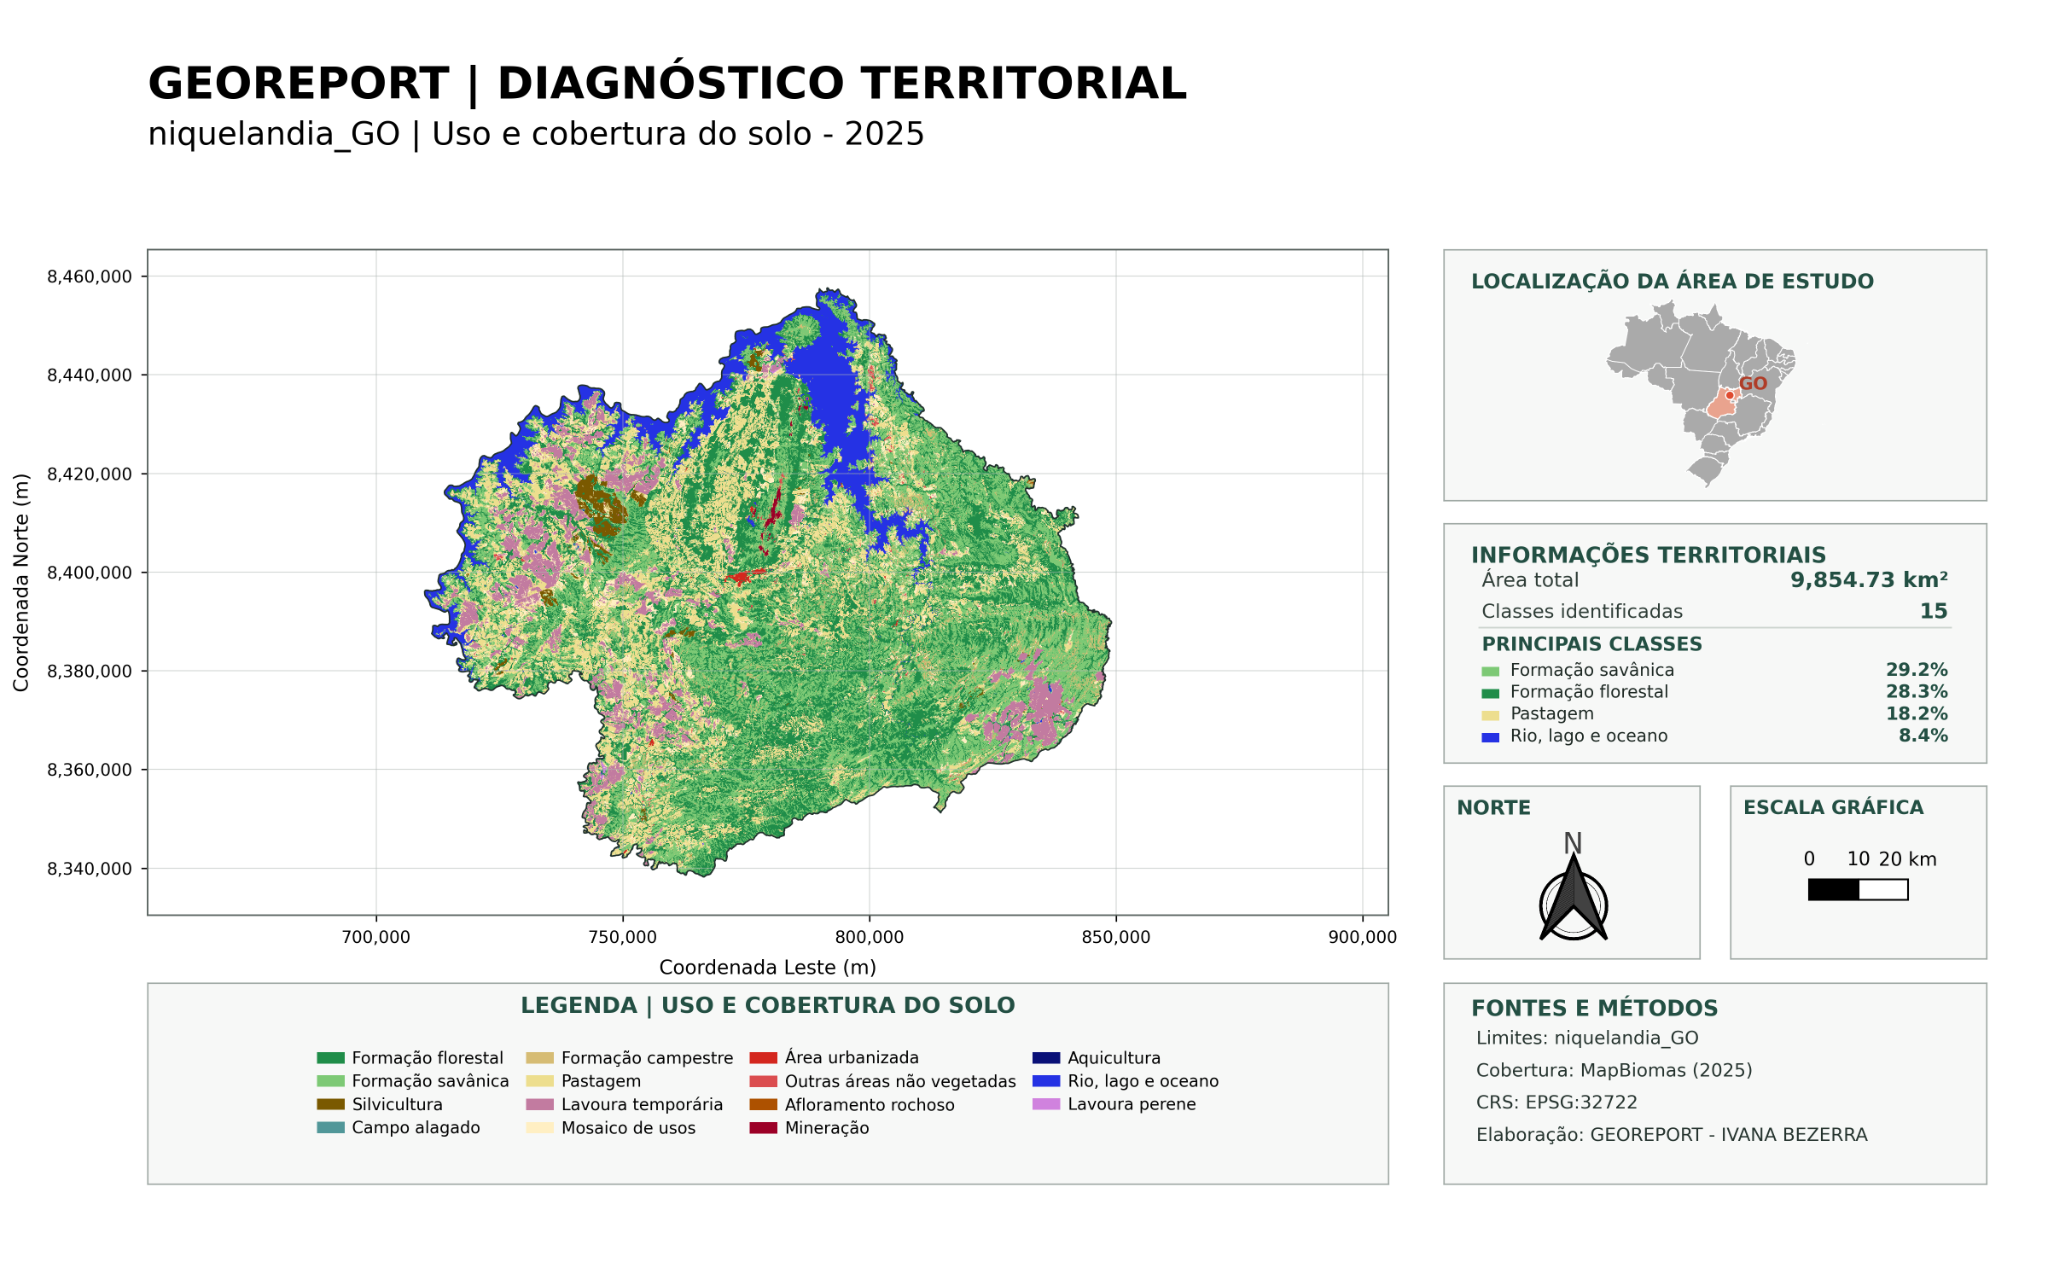 GEOREPORT | DIAGNÓSTICO TERRITORIAL
niquelandia_GO | Uso e cobertura do solo - 2025
Coordenada Norte (m)
8,460,000
8,440,000
8,420,000
8,400,000
8,380,000
8,360,000
8,340,000
700,000
750,000
800,000
850,000
900,000
Coordenada Leste (m)
LEGENDA | USO E COBERTURA DO SOLO
Formação florestal
Formação savânica
Silvicultura
Campo alagado
Formação campestre
Pastagem
Lavoura temporária
Mosaico de usos
Área urbanizada
Outras áreas não vegetadas
Afloramento rochoso
Mineração
Aquicultura
Rio, lago e oceano
Lavoura perene
LOCALIZAÇÃO DA ÁREA DE ESTUDO
GO
INFORMAÇÕES TERRITORIAIS
Área total 9,854.73 km²
Classes identificadas 15
PRINCIPAIS CLASSES
Formação savânica 29.2%
Formação florestal 28.3%
Pastagem 18.2%
Rio, lago e oceano 8.4%
NORTE
N
ESCALA GRÁFICA
0 10 20 km
FONTES E MÉTODOS
Limites: niquelandia_GO
Cobertura: MapBiomas (2025)
CRS: EPSG:32722
Elaboração: GEOREPORT - IVANA BEZERRA